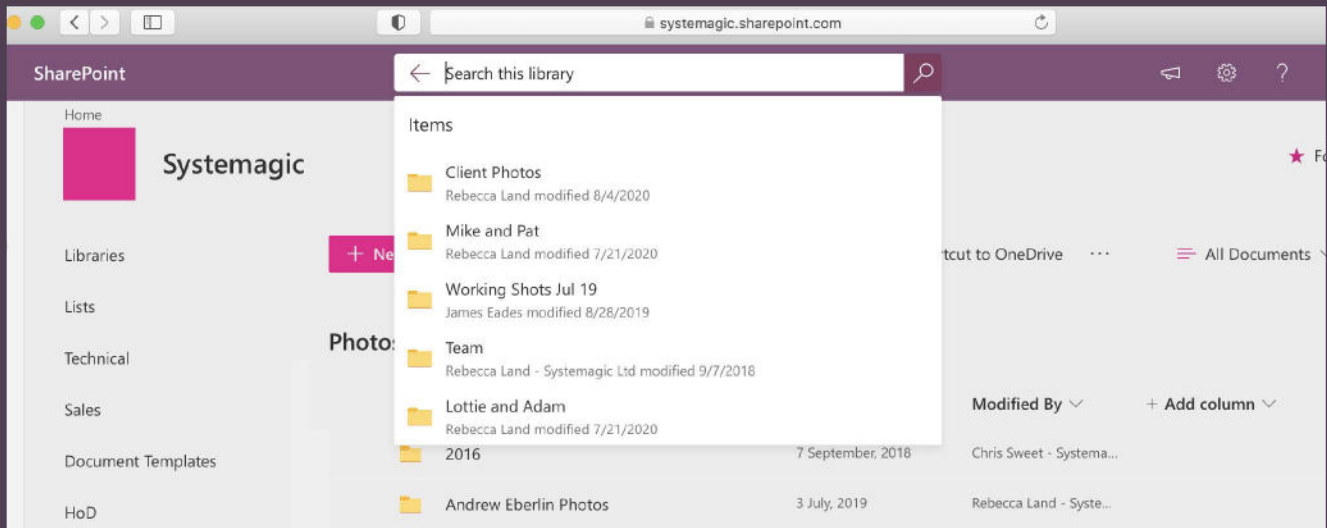 systemagic.sharepoint.com
SharePoint
Search this library
?
Home
Systemagic
Items
Client Photos
Rebecca Land modified 8/4/2020
Mike and Pat
Rebecca Land modified 7/21/2020
Working Shots Jul 19
James Eades modified 8/28/2019
Team
Rebecca Land - Systemagic Ltd modified 9/7/2018
Lottie and Adam
Rebecca Land modified 7/21/2020
Libraries
Lists
Technical
Sales
Document Templates
HoD
+ Ne
tcut to OneDrive ... All Documents
Photo
Modified By + Add column
2016 7 September, 2018 Chris Sweet - Systema...
Andrew Eberlin Photos 3 July, 2019 Rebecca Land - Syste...